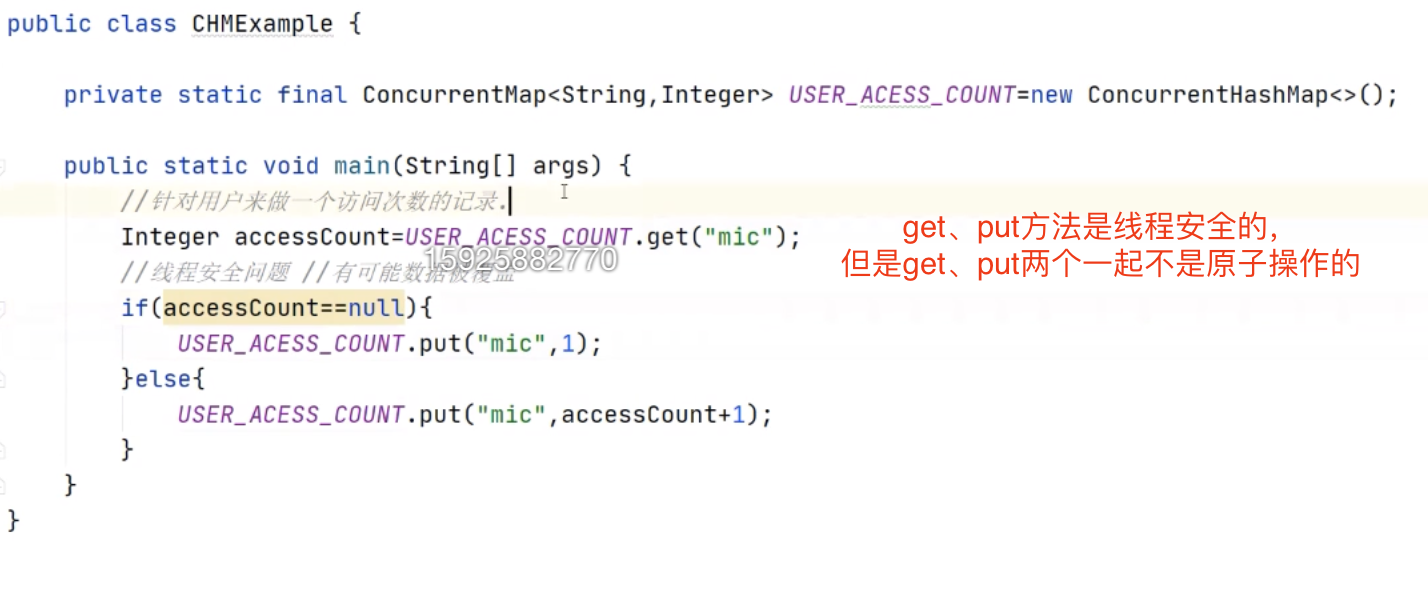 public class CHMExample {
private static final ConcurrentMap<String,Integer> USER_ACESS_COUNT=new ConcurrentHashMap<>();
public static void main(String[] args) {
//针对用户来做一个访问次数的记录.
Integer accessCount=USER_ACESS_COUNT.get("mic");
get、put方法是线程安全的，
但是get、put两个一起不是原子操作的
15925882770
//线程安全问题 //有可能数据被覆盖
if(accessCount==null){
USER_ACESS_COUNT.put("mic",1);
}else{
USER_ACESS_COUNT.put("mic",accessCount+1);
}
}
}